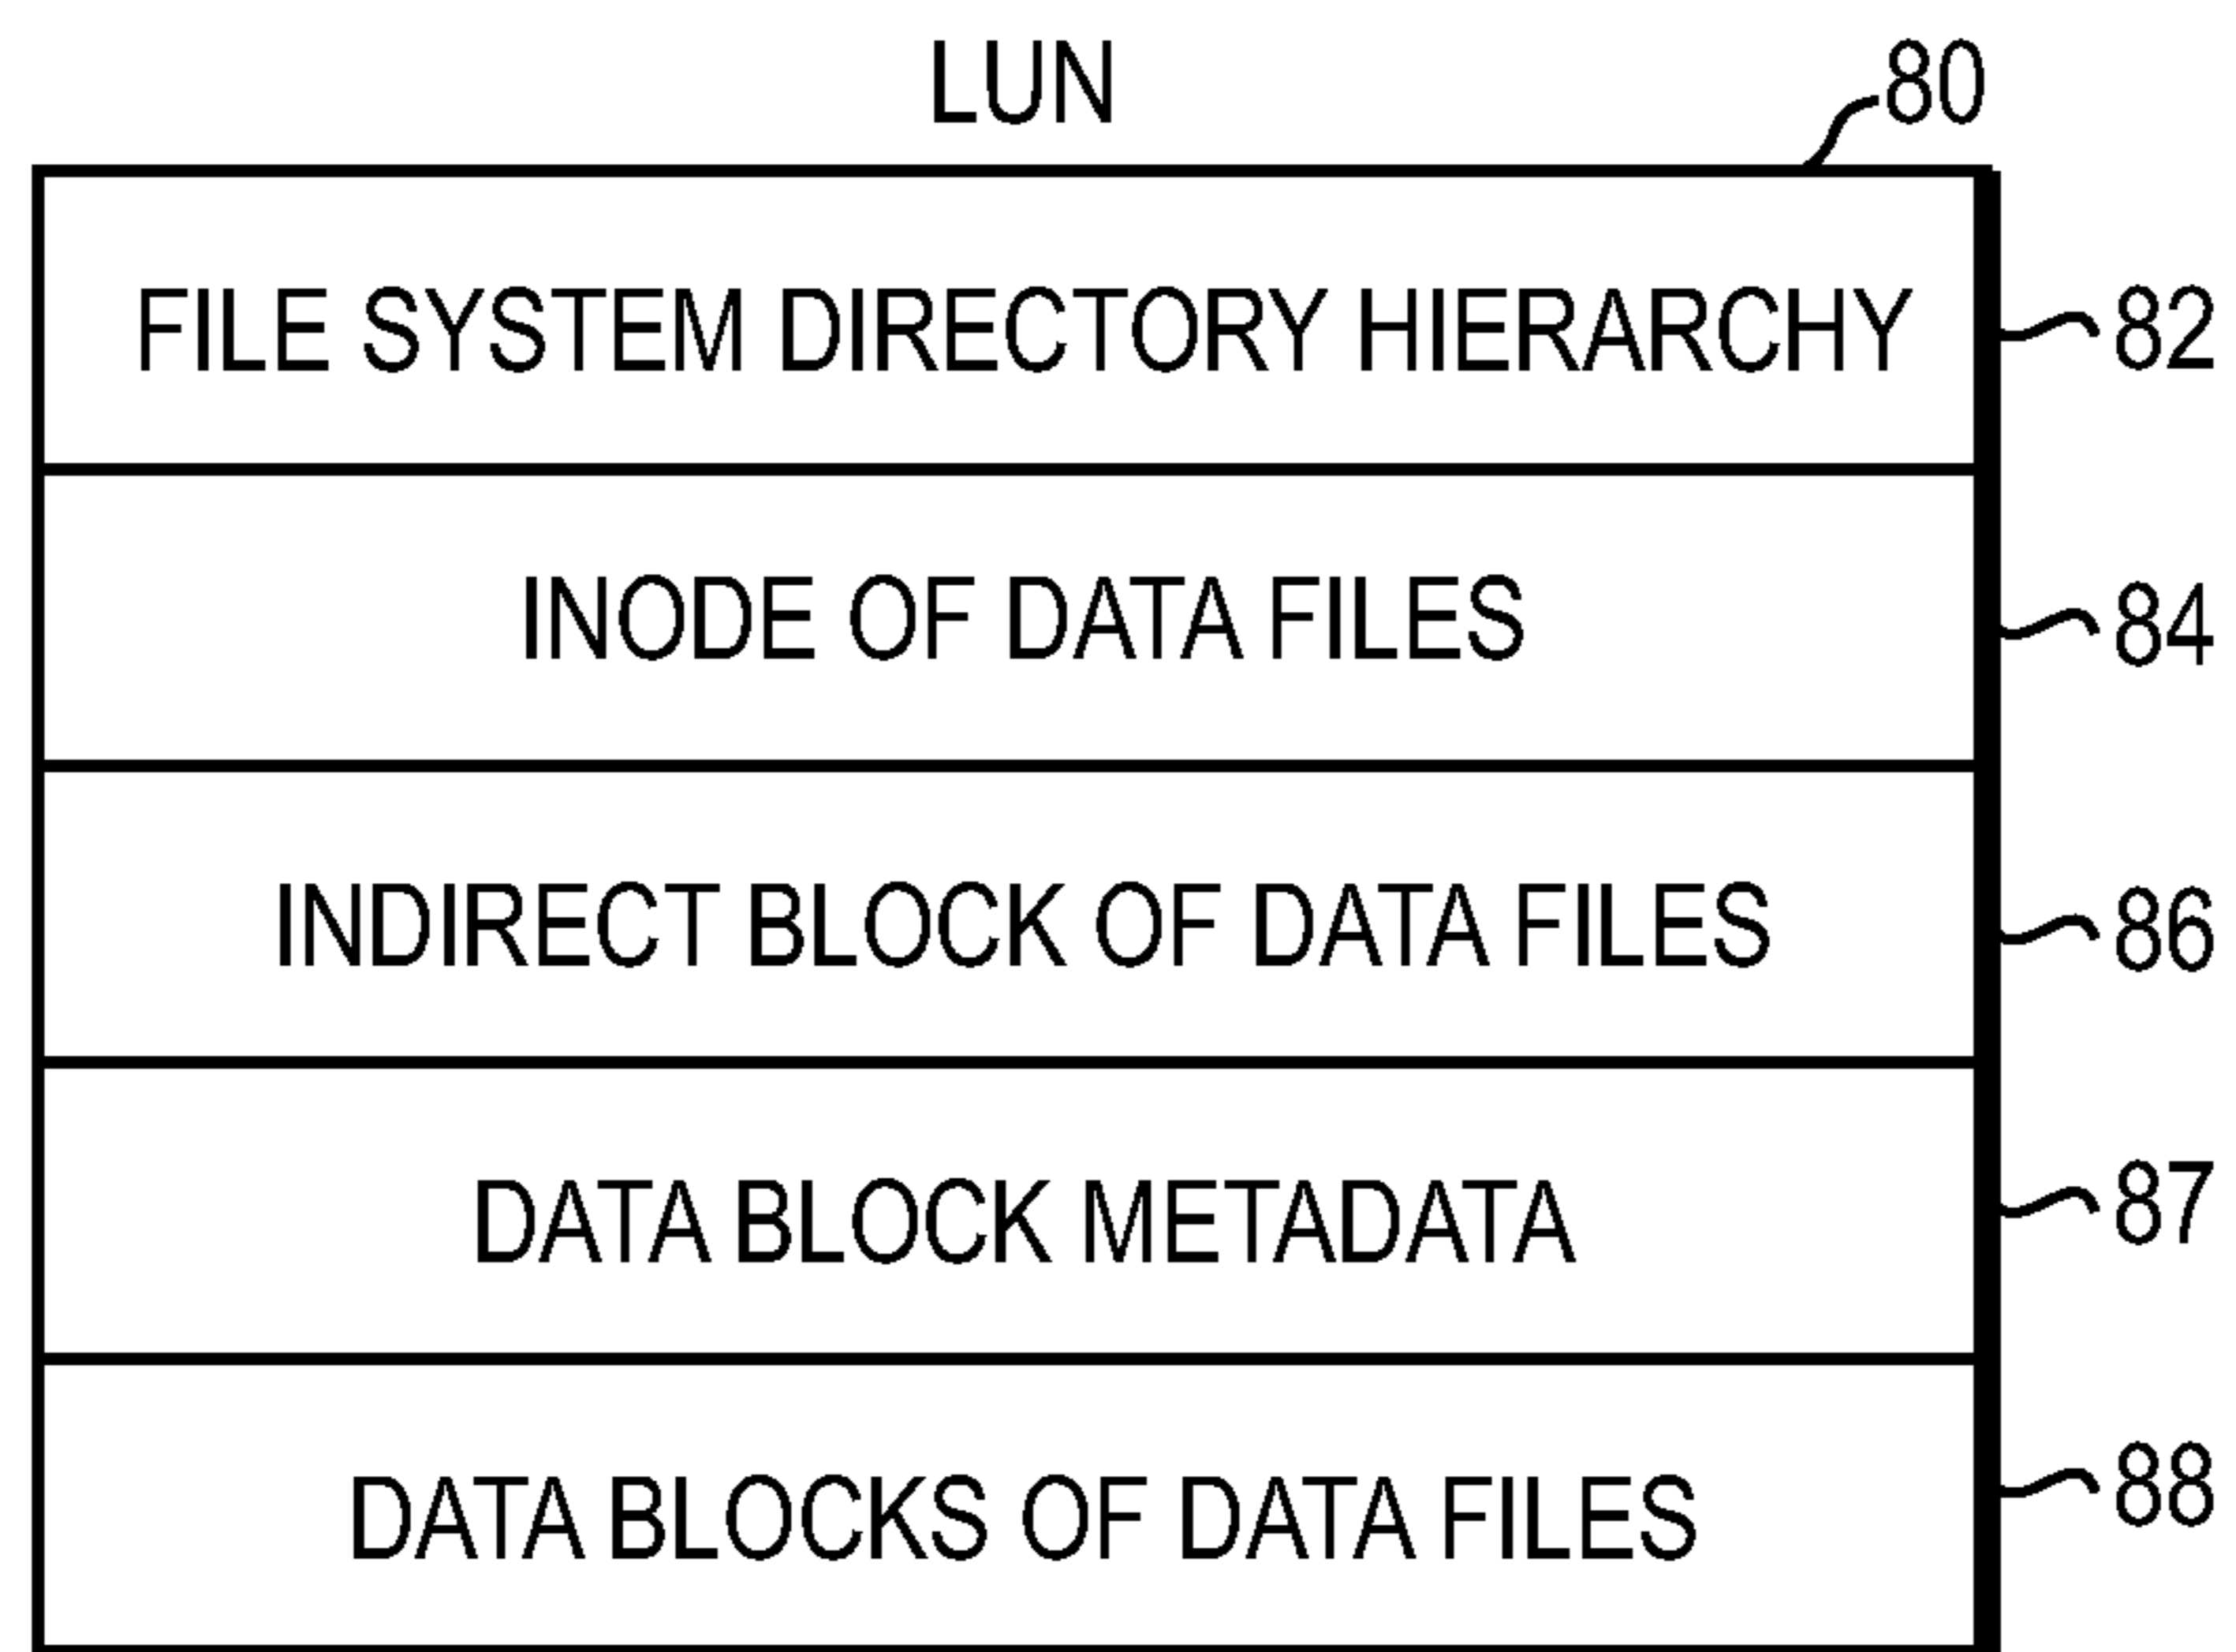 LUN
80
FILE SYSTEM DIRECTORY HIERARCHY 82
INODE OF DATA FILES 84
INDIRECT BLOCK OF DATA FILES 86
DATA BLOCK METADATA 87
DATA BLOCKS OF DATA FILES 88